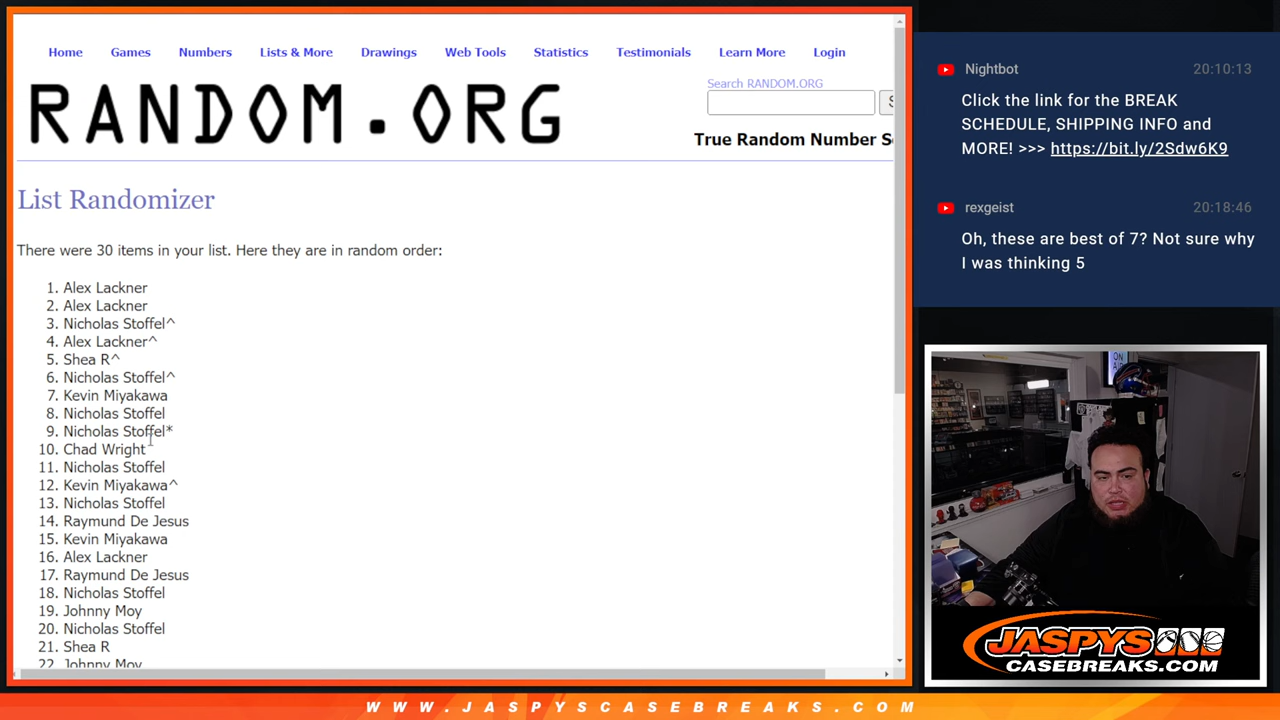 Home Games Numbers Lists & More Drawings Web Tools Statistics Testimonials Learn More Login
Search RANDOM.ORG
RANDOM.ORG
True Random Number S
List Randomizer
There were 30 items in your list. Here they are in random order:
1. Alex Lackner
2. Alex Lackner
3. Nicholas Stoffel^
4. Alex Lackner^
5. Shea R^
6. Nicholas Stoffel^
7. Kevin Miyakawa
8. Nicholas Stoffel
9. Nicholas Stoffel*
10. Chad Wright
11. Nicholas Stoffel
12. Kevin Miyakawa^
13. Nicholas Stoffel
14. Raymund De Jesus
15. Kevin Miyakawa
16. Alex Lackner
17. Raymund De Jesus
18. Nicholas Stoffel
19. Johnny Moy
20. Nicholas Stoffel
21. Shea R
22. Johnny Moy
Nightbot 20:10:13
Click the link for the BREAK
SCHEDULE, SHIPPING INFO and
MORE! >>> https://bit.ly/2Sdw6K9
rexgeist 20:18:46
Oh, these are best of 7? Not sure why
I was thinking 5
ON
JASPYS
CASEBREAKS.COM
WWW.JASPYSCASEBREAKS.COM